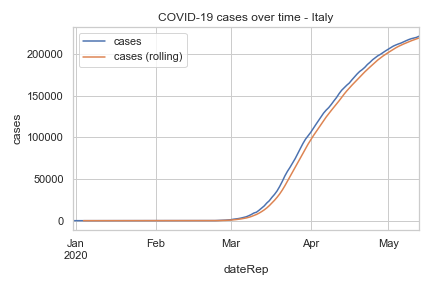 COVID-19 cases over time - Italy
cases
cases (rolling)
200000
150000
100000
50000
0
cases
Jan
2020
Feb
Mar
Apr
May
dateRep